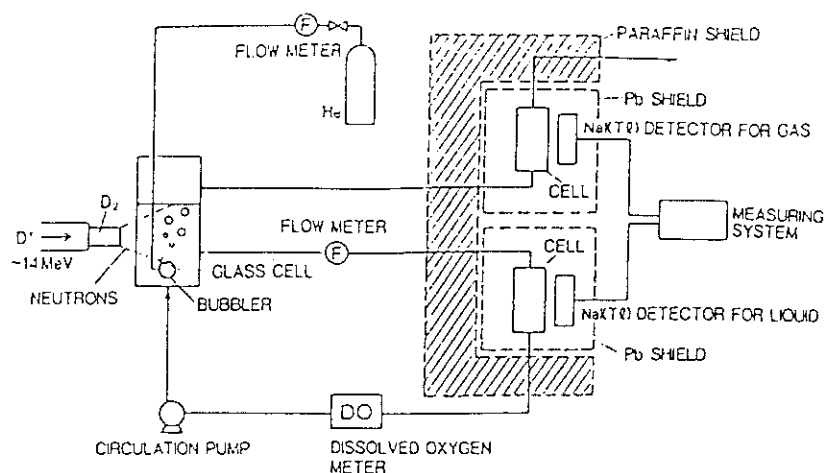 F
FLOW METER
He
PARAFFIN SHIELD
Pb SHIELD
NaI(Tℓ) DETECTOR FOR GAS
CELL
MEASURING
SYSTEM
D₂
D⁺
~14 MeV
NEUTRONS
FLOW METER
F
GLASS CELL
BUBBLER
CELL
NaI(Tℓ) DETECTOR FOR LIQUID
Pb SHIELD
CIRCULATION PUMP
DO
DISSOLVED OXYGEN
METER